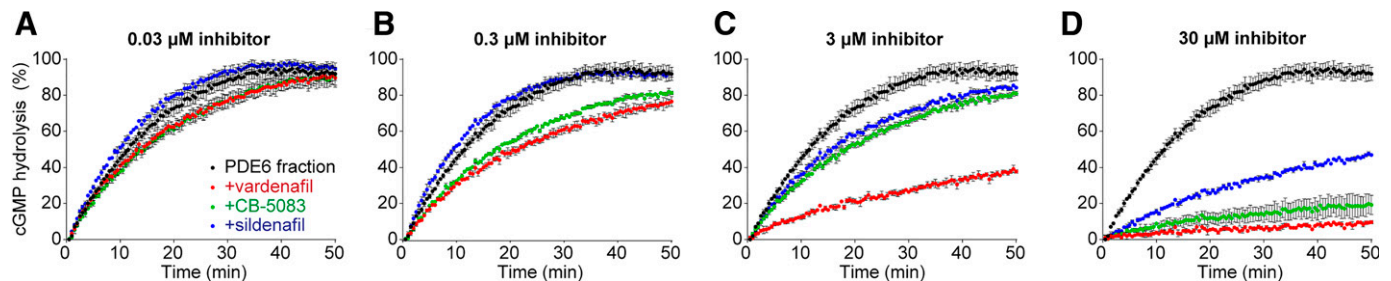 A
0.03 µM inhibitor
cGMP hydrolysis (%)
100
80
60
40
20
0
PDE6 fraction
+vardenafil
+CB-5083
+sildenafil
0 10 20 30 40 50
Time (min)
B
0.3 µM inhibitor
100
80
60
40
20
0
0 10 20 30 40 50
Time (min)
C
3 µM inhibitor
100
80
60
40
20
0
0 10 20 30 40 50
Time (min)
D
30 µM inhibitor
100
80
60
40
20
0
0 10 20 30 40 50
Time (min)